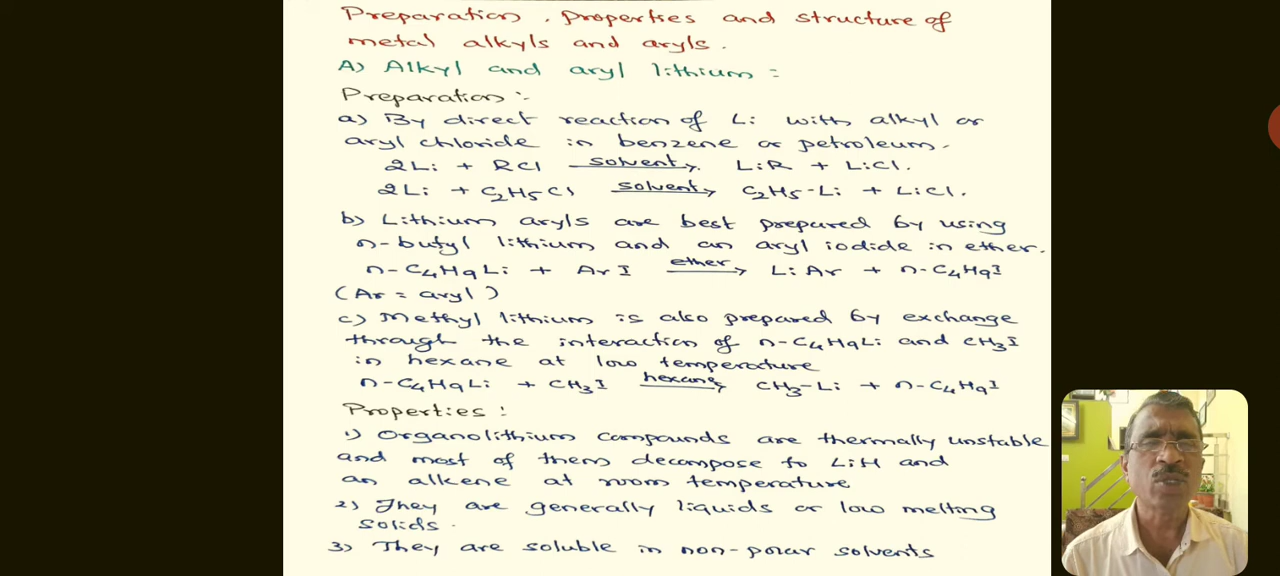 Preparation, properties and structure of
metal alkyls and aryls.
A) Alkyl and aryl lithium :-
Preparation :-
a) By direct reaction of Li with alkyl or
aryl chloride in benzene or petroleum.
2Li + RCl solvent→ LiR + LiCl.
2Li + C2H5Cl solvent→ C2H5-Li + LiCl.
b) Lithium aryls are best prepared by using
n-butyl lithium and an aryl iodide in ether.
n-C4H9Li + ArI ether→ LiAr + n-C4H9I
(Ar = aryl)
c) Methyl lithium is also prepared by exchange
through the interaction of n-C4H9Li and CH3I
in hexane at low temperature
n-C4H9Li + CH3I hexane→ CH3-Li + n-C4H9I
Properties :
1) Organolithium compounds are thermally unstable
and most of them decompose to LiH and
an alkene at room temperature
2) They are generally liquids or low melting
solids.
3) They are soluble in non-polar solvents